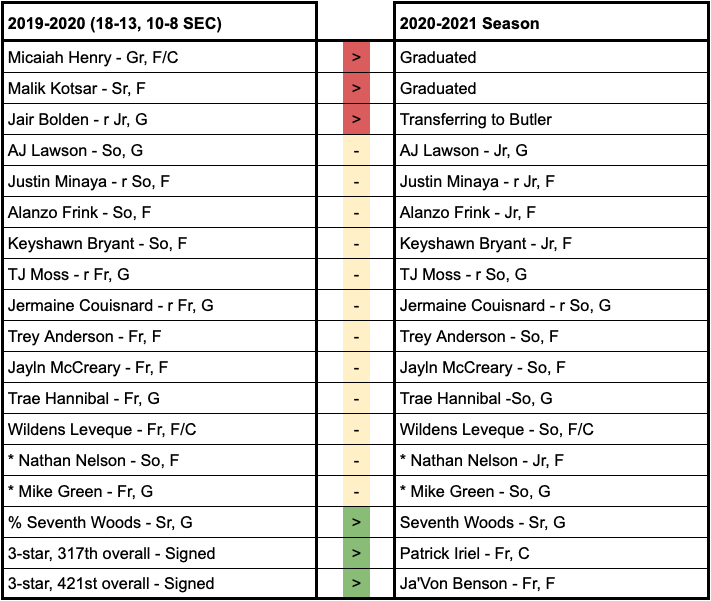 2019-2020 (18-13, 10-8 SEC) 2020-2021 Season
Micaiah Henry - Gr, F/C > Graduated
Malik Kotsar - Sr, F > Graduated
Jair Bolden - r Jr, G > Transferring to Butler
AJ Lawson - So, G - AJ Lawson - Jr, G
Justin Minaya - r So, F - Justin Minaya - r Jr, F
Alanzo Frink - So, F - Alanzo Frink - Jr, F
Keyshawn Bryant - So, F - Keyshawn Bryant - Jr, F
TJ Moss - r Fr, G - TJ Moss - r So, G
Jermaine Couisnard - r Fr, G - Jermaine Couisnard - r So, G
Trey Anderson - Fr, F - Trey Anderson - So, F
Jayln McCreary - Fr, F - Jayln McCreary - So, F
Trae Hannibal - Fr, G - Trae Hannibal -So, G
Wildens Leveque - Fr, F/C - Wildens Leveque - So, F/C
* Nathan Nelson - So, F - * Nathan Nelson - Jr, F
* Mike Green - Fr, G - * Mike Green - So, G
% Seventh Woods - Sr, G > Seventh Woods - Sr, G
3-star, 317th overall - Signed > Patrick Iriel - Fr, C
3-star, 421st overall - Signed > Ja'Von Benson - Fr, F